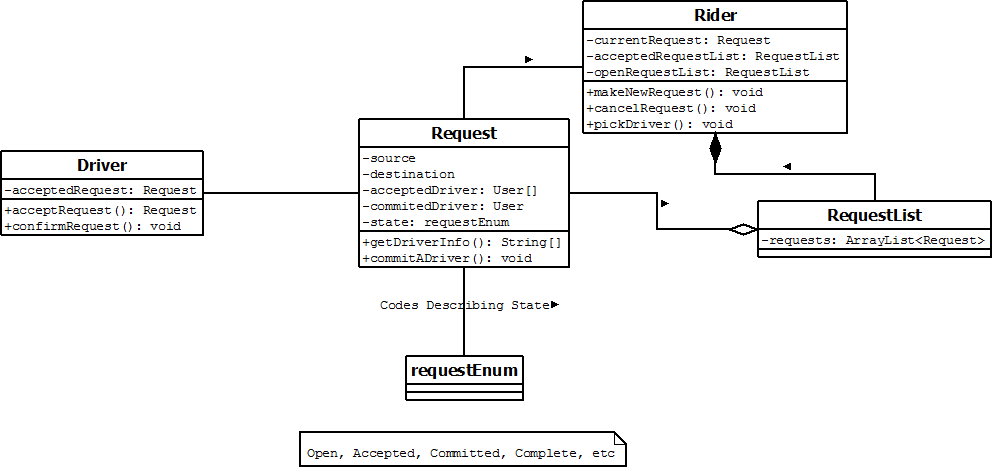 Rider
-currentRequest: Request
-acceptedRequestList: RequestList
-openRequestList: RequestList
+makeNewRequest(): void
+cancelRequest(): void
+pickDriver(): void
Request
-source
-destination
-acceptedDriver: User[]
-commitedDriver: User
-state: requestEnum
+getDriverInfo(): String[]
+commitADriver(): void
Driver
-acceptedRequest: Request
+acceptRequest(): Request
+confirmRequest(): void
RequestList
-requests: ArrayList<Request>
Codes Describing State
requestEnum
Open, Accepted, Committed, Complete, etc